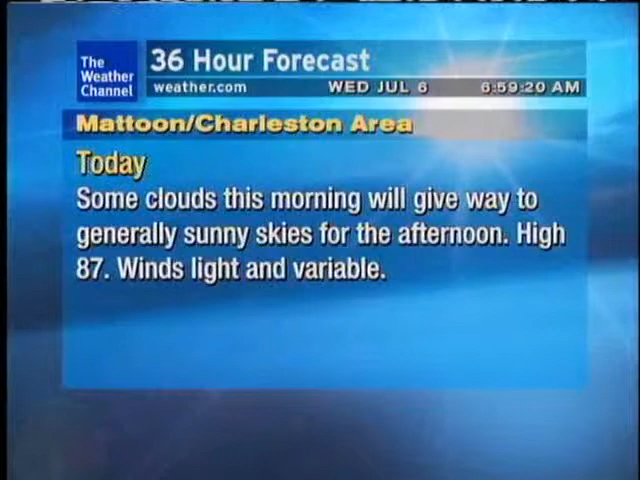 The
Weather
Channel
36 Hour Forecast
weather.com WED JUL 6 6:59:20 AM
Mattoon/Charleston Area
Today
Some clouds this morning will give way to
generally sunny skies for the afternoon. High
87. Winds light and variable.